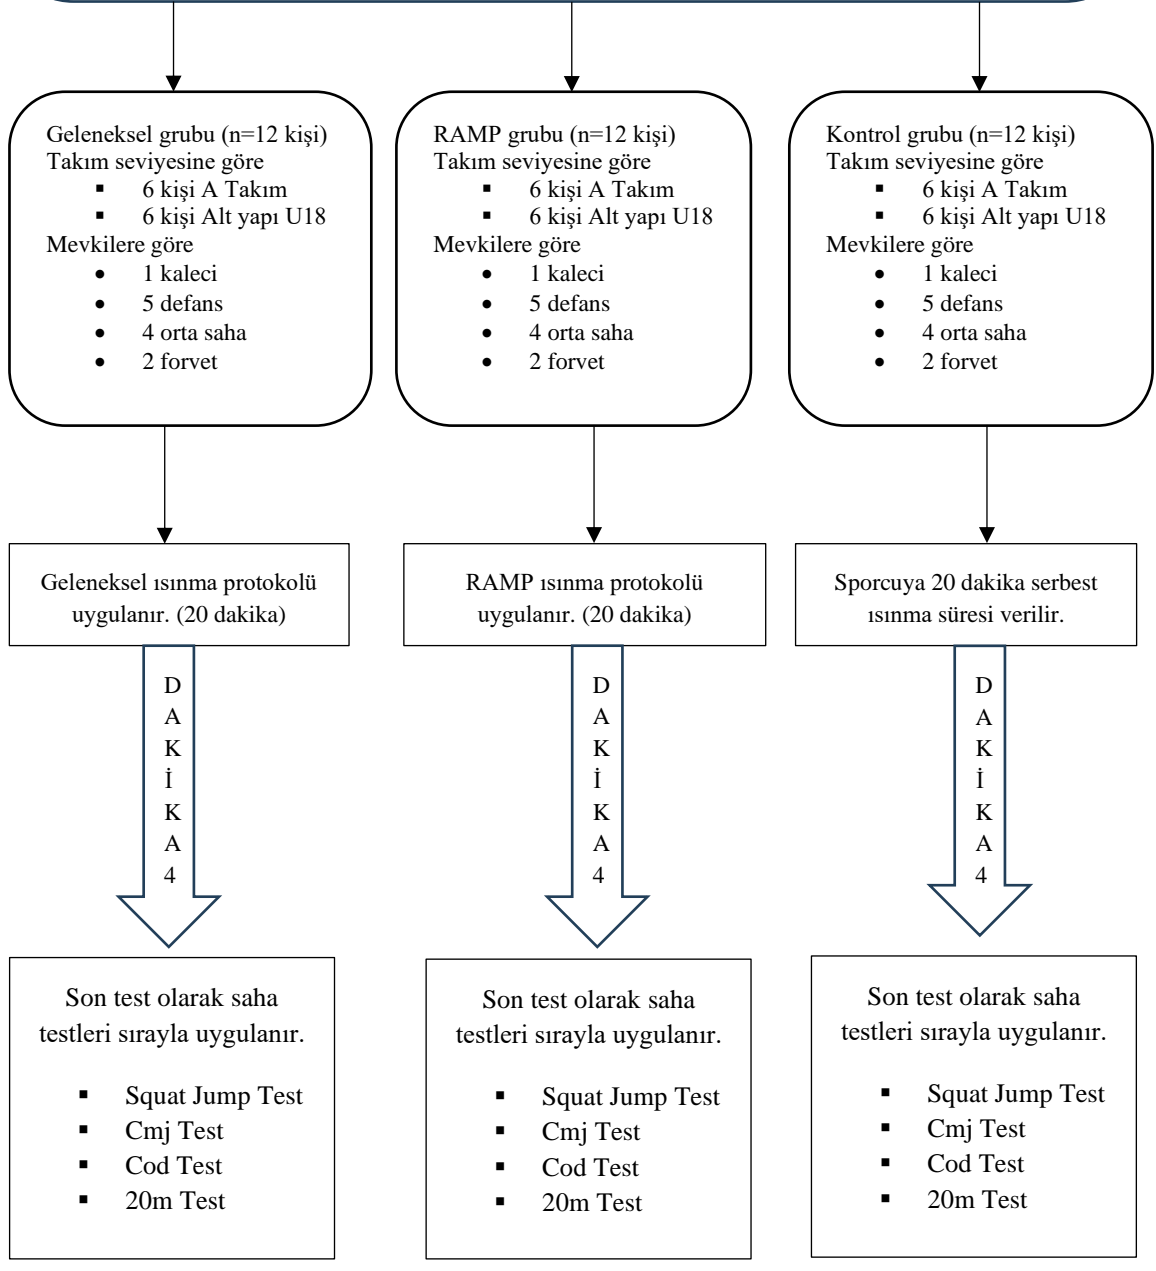 Geleneksel grubu (n=12 kişi)
Takım seviyesine göre
▪ 6 kişi A Takım
▪ 6 kişi Alt yapı U18
Mevkilere göre
• 1 kaleci
• 5 defans
• 4 orta saha
• 2 forvet
RAMP grubu (n=12 kişi)
Takım seviyesine göre
▪ 6 kişi A Takım
▪ 6 kişi Alt yapı U18
Mevkilere göre
• 1 kaleci
• 5 defans
• 4 orta saha
• 2 forvet
Kontrol grubu (n=12 kişi)
Takım seviyesine göre
▪ 6 kişi A Takım
▪ 6 kişi Alt yapı U18
Mevkilere göre
• 1 kaleci
• 5 defans
• 4 orta saha
• 2 forvet
Geleneksel ısınma protokolü
uygulanır. (20 dakika)
RAMP ısınma protokolü
uygulanır. (20 dakika)
Sporcuya 20 dakika serbest
ısınma süresi verilir.
D
A
K
İ
K
A
4
D
A
K
İ
K
A
4
D
A
K
İ
K
A
4
Son test olarak saha
testleri sırayla uygulanır.
▪ Squat Jump Test
▪ Cmj Test
▪ Cod Test
▪ 20m Test
Son test olarak saha
testleri sırayla uygulanır.
▪ Squat Jump Test
▪ Cmj Test
▪ Cod Test
▪ 20m Test
Son test olarak saha
testleri sırayla uygulanır.
▪ Squat Jump Test
▪ Cmj Test
▪ Cod Test
▪ 20m Test